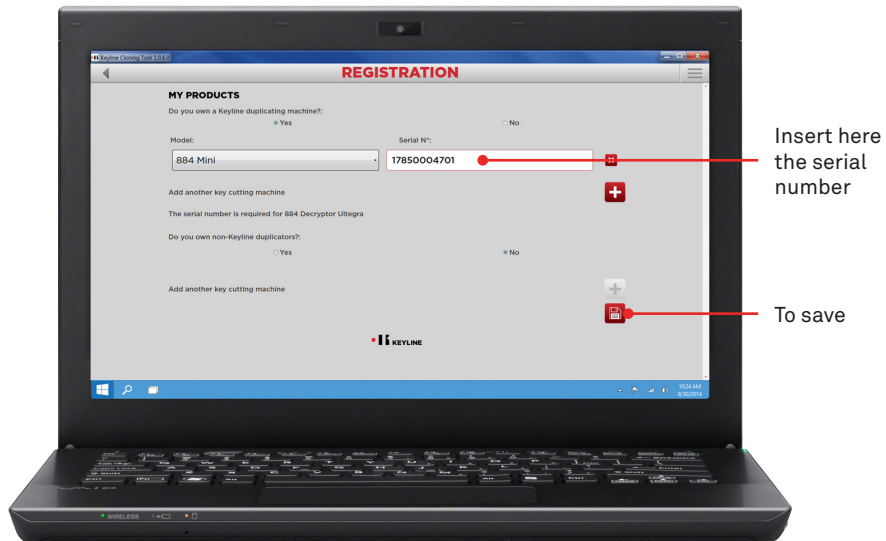 Keyline Cloning Tool 1.0.6.0
REGISTRATION
MY PRODUCTS
Do you own a Keyline duplicating machine?:
Yes
No
Model:
Serial N°:
884 Mini
17850004701
Insert here
the serial
number
Add another key cutting machine
The serial number is required for 884 Decryptor Ultegra
Do you own non-Keyline duplicators?:
Yes
No
Add another key cutting machine
To save
KEYLINE
10:24 AM
9/30/2014
WIRELESS